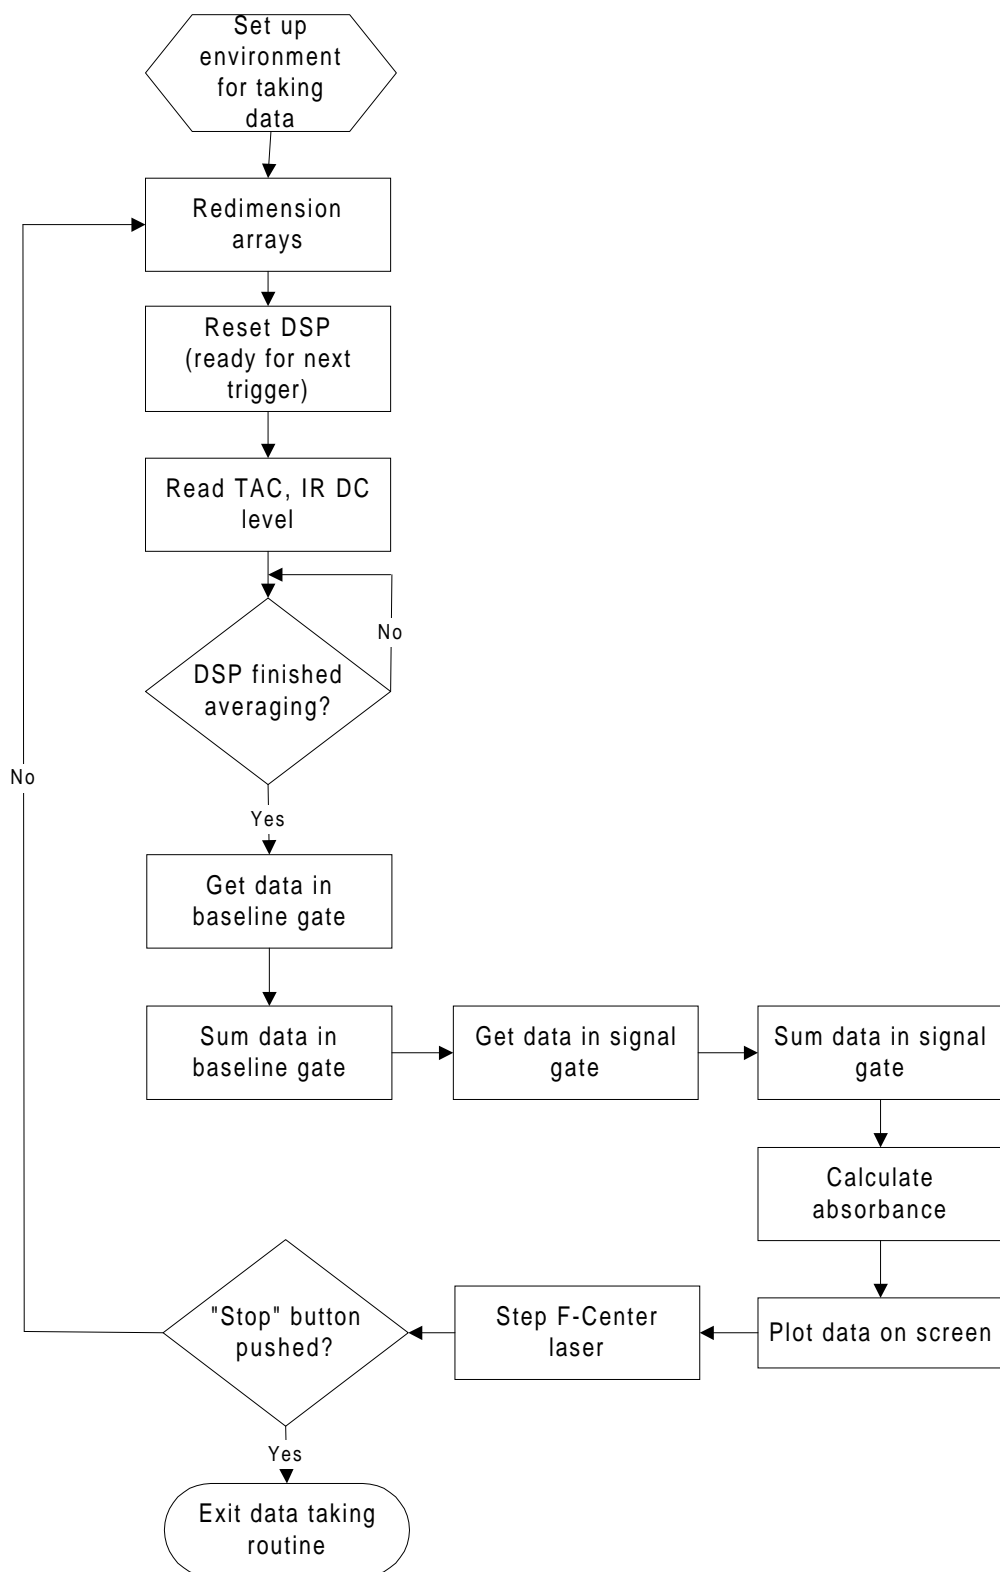 Set up
environment
for taking
data
Redimension
arrays
Reset DSP
(ready for next
trigger)
Read TAC, IR DC
level
No
DSP finished
averaging?
No
Yes
Get data in
baseline gate
Sum data in
baseline gate
Get data in signal
gate
Sum data in signal
gate
Calculate
absorbance
Plot data on screen
Step F-Center
laser
"Stop" button
pushed?
Yes
Exit data taking
routine